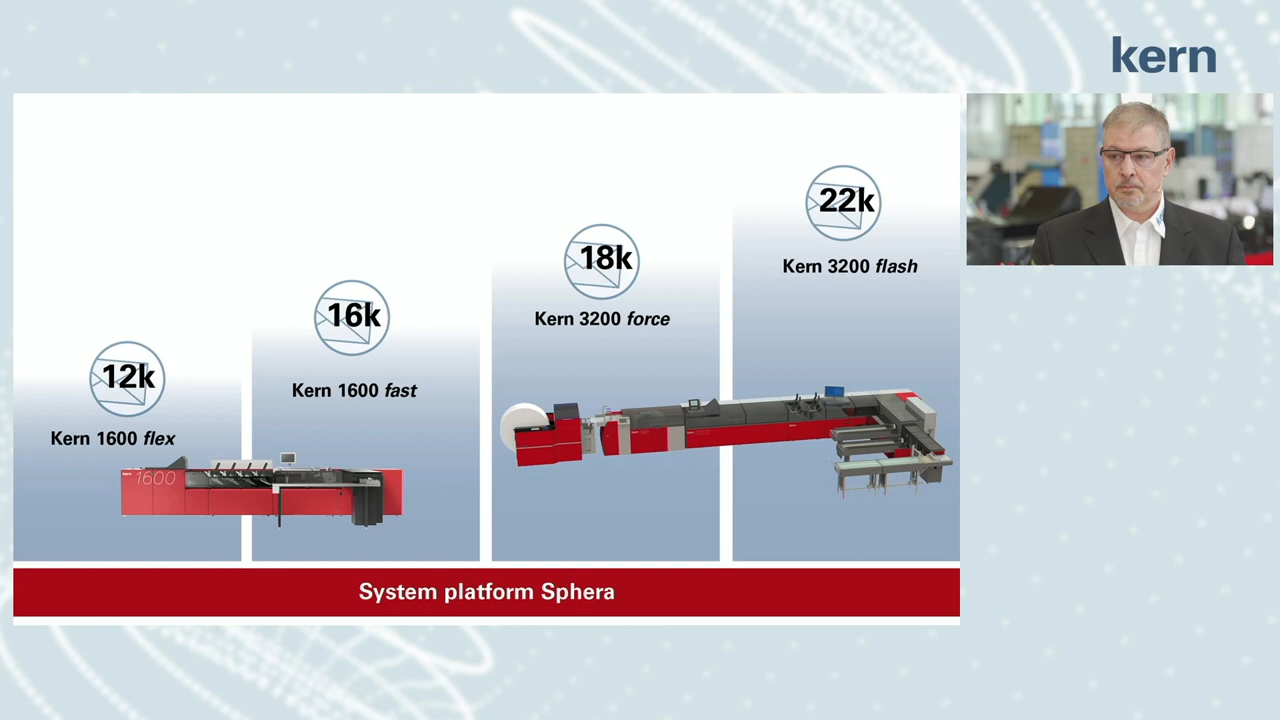 kern
22k
Kern 3200 flash
18k
Kern 3200 force
16k
Kern 1600 fast
12k
Kern 1600 flex
1600
System platform Sphera